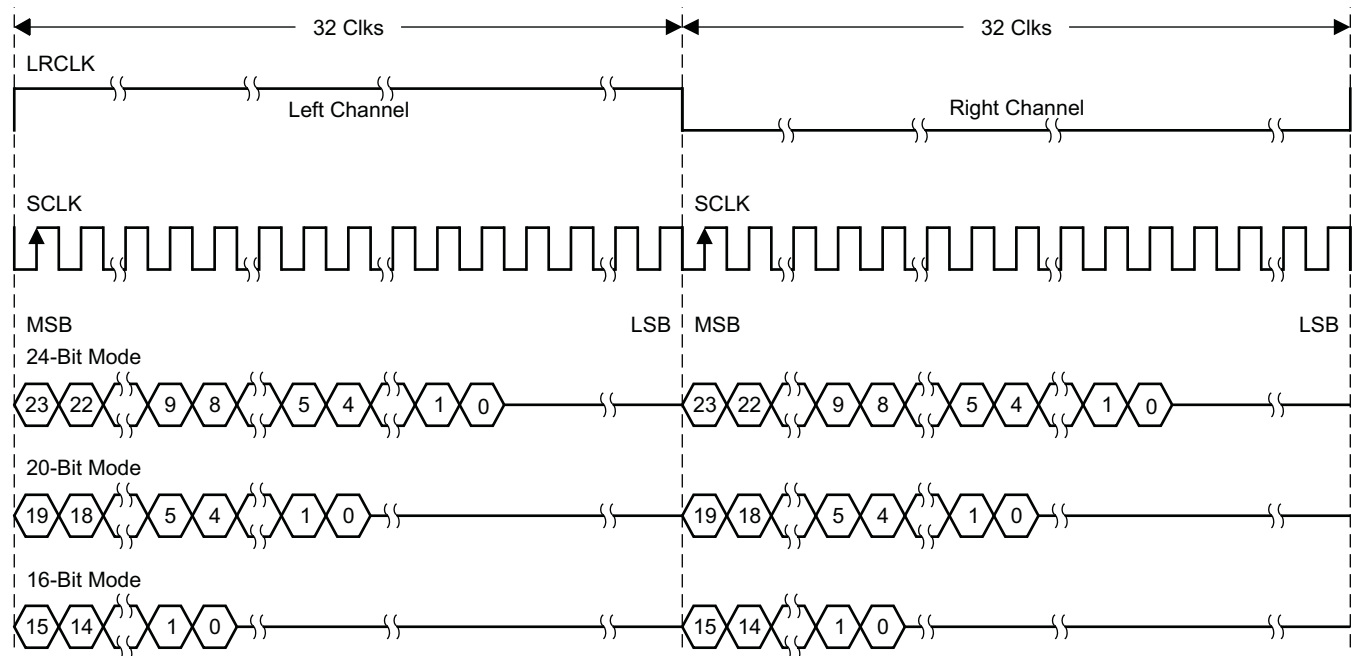 32 Clks 32 Clks
LRCLK
Left Channel Right Channel
SCLK SCLK
MSB LSB MSB LSB
24-Bit Mode
23 22 9 8 5 4 1 0 23 22 9 8 5 4 1 0
20-Bit Mode
19 18 5 4 1 0 19 18 5 4 1 0
16-Bit Mode
15 14 1 0 15 14 1 0